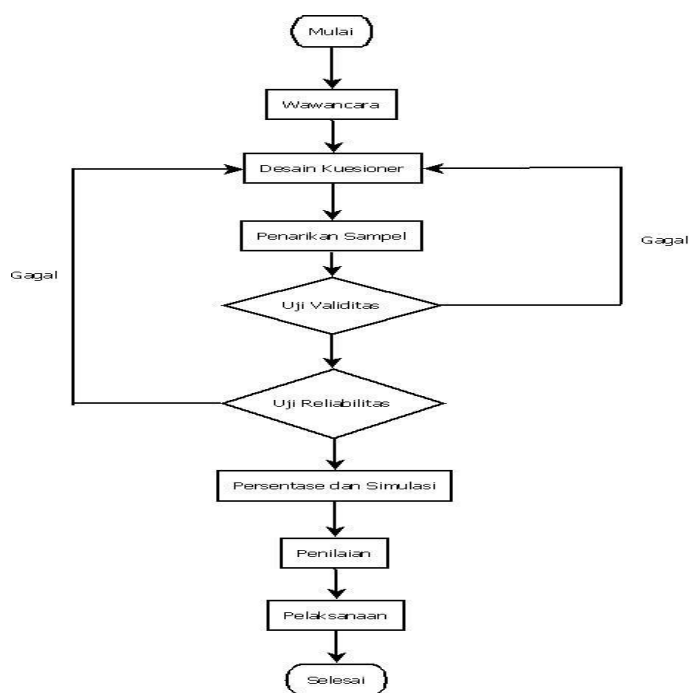 Mulai
Wawancara
Desain Kuesioner
Penarikan Sampel
Gagal
Gagal
Uji Validitas
Uji Reliabilitas
Persentase dan Simulasi
Penilaian
Pelaksanaan
Selesai